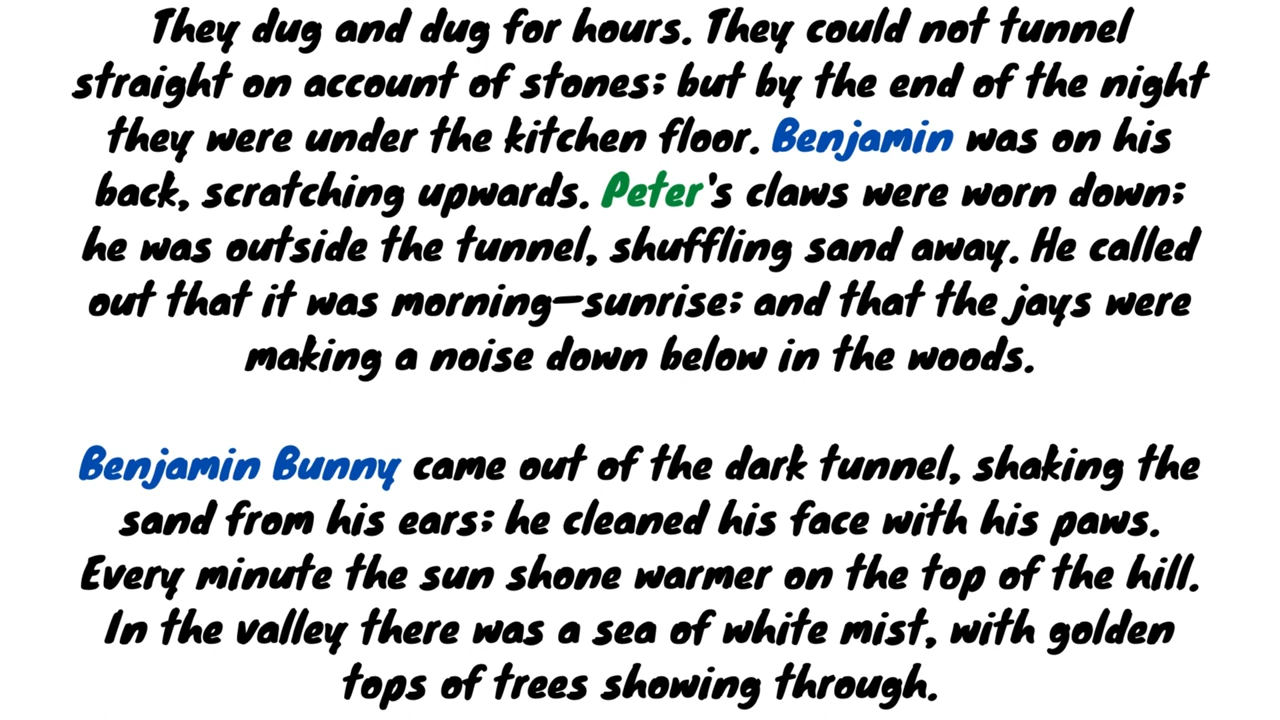 They dug and dug for hours. They could not tunnel
straight on account of stones; but by the end of the night
they were under the kitchen floor. Benjamin was on his
back, scratching upwards. Peter's claws were worn down;
he was outside the tunnel, shuffling sand away. He called
out that it was morning—sunrise; and that the jays were
making a noise down below in the woods.
Benjamin Bunny came out of the dark tunnel, shaking the
sand from his ears; he cleaned his face with his paws.
Every minute the sun shone warmer on the top of the hill.
In the valley there was a sea of white mist, with golden
tops of trees showing through.